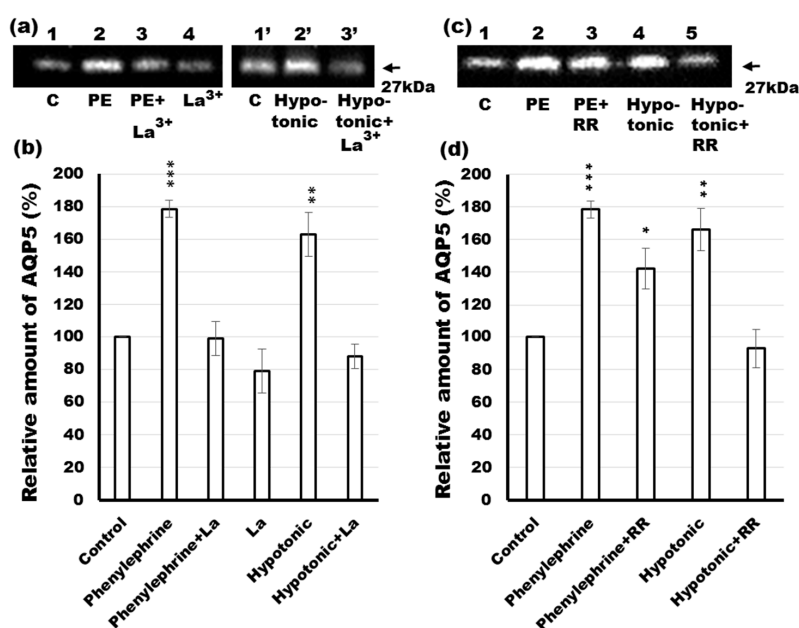 (a)
1 2 3 4 1’ 2’ 3’
27kDa
C PE PE+ La3+ C Hypo- Hypo-
La3+ tonic tonic+
La3+
(c)
1 2 3 4 5
27kDa
C PE PE+ Hypo- Hypo-
RR tonic tonic+
RR
(b)
Relative amount of AQP5 (%)
200
180
160
140
120
100
80
60
40
20
0
***
**
Control
Phenylephrine
Phenylephrine+La
La
Hypotonic
Hypotonic+La
(d)
Relative amount of AQP5 (%)
200
180
160
140
120
100
80
60
40
20
0
***
*
**
Control
Phenylephrine
Phenylephrine+RR
Hypotonic
Hypotonic+RR